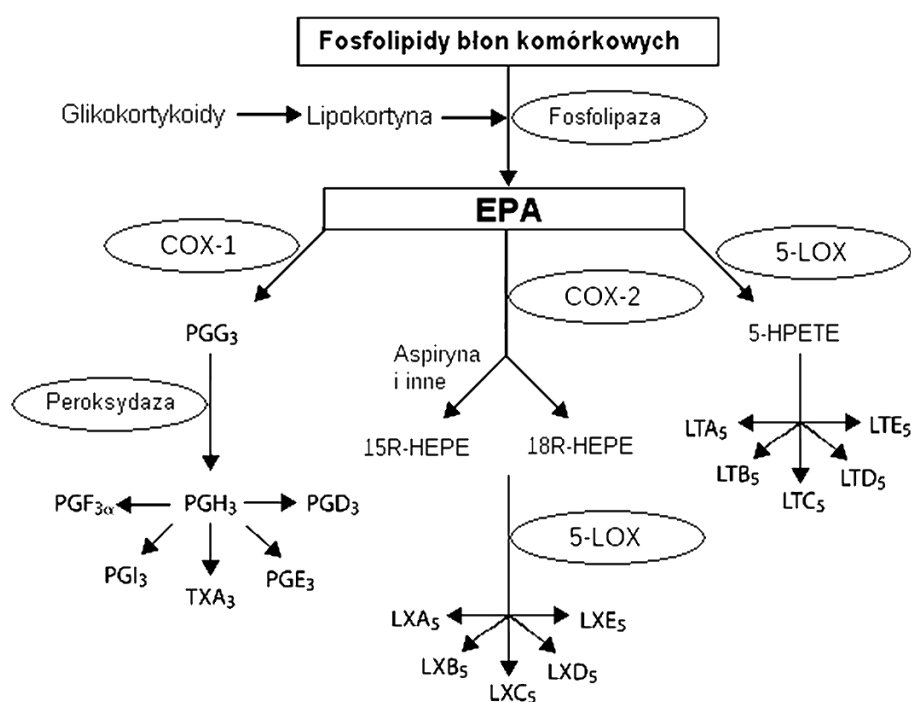 Fosfolipidy błon komórkowych
Glikokortykoidy
Lipokortyna
Fosfolipaza
EPA
COX-1
COX-2
5-LOX
PGG₃
Aspiryna
i inne
5-HPETE
Peroksydaza
15R-HEPE
18R-HEPE
LTA₅
LTE₅
LTB₅
LTD₅
LTC₅
PGF₃α
PGH₃
PGD₃
PGI₃
TXA₃
PGE₃
5-LOX
LXA₅
LXE₅
LXB₅
LXD₅
LXC₅